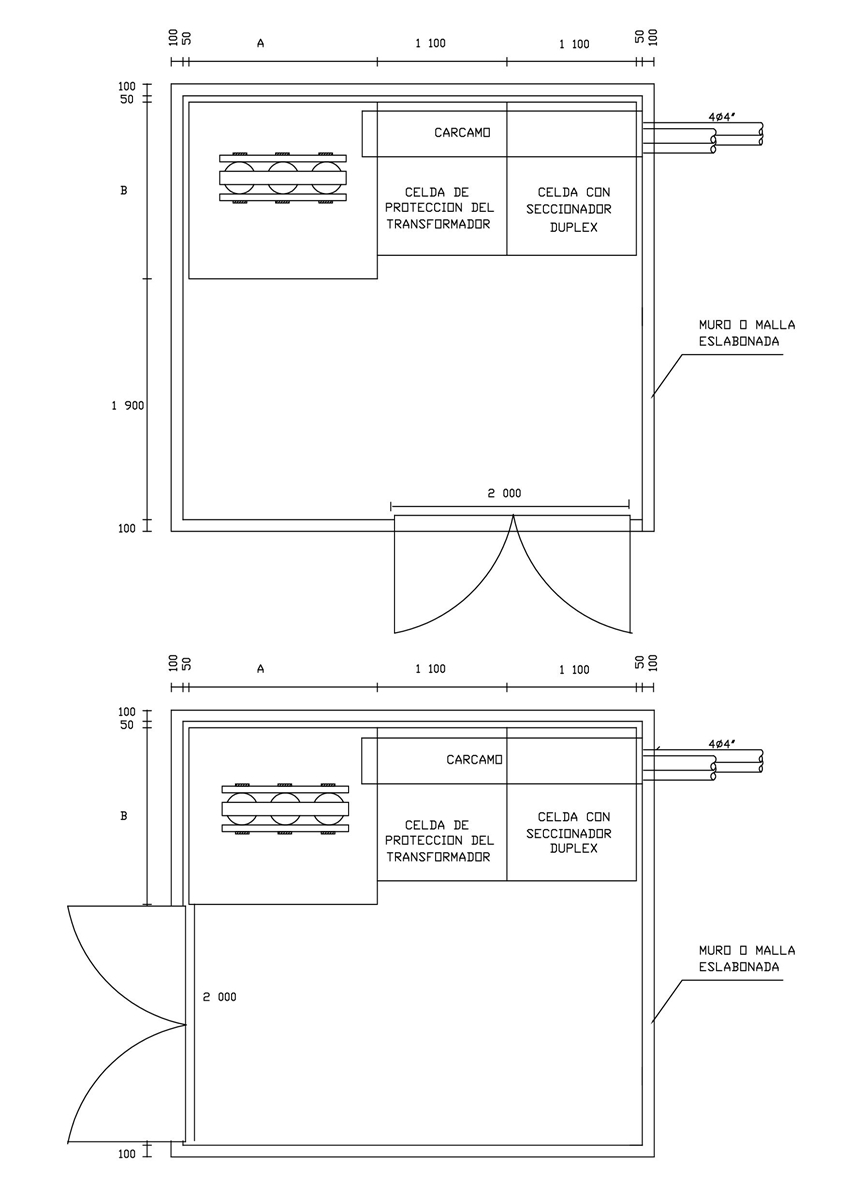 100
50
A
1 100
1 100
50
100
100
50
B
1 900
100
4Ø4"
CARCAMO
CELDA DE
PROTECCION DEL
TRANSFORMADOR
CELDA CON
SECCIONADOR
DUPLEX
MURO O MALLA
ESLABONADA
2 000
100
50
A
1 100
1 100
50
100
100
50
B
100
4Ø4"
CARCAMO
CELDA DE
PROTECCION DEL
TRANSFORMADOR
CELDA CON
SECCIONADOR
DUPLEX
MURO O MALLA
ESLABONADA
2 000